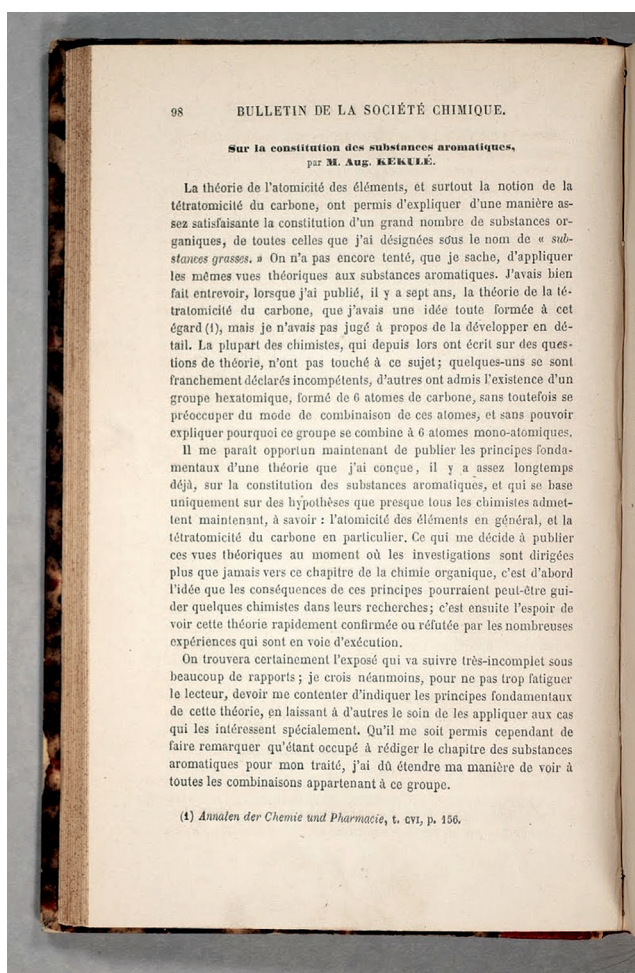 98 BULLETIN DE LA SOCIÉTÉ CHIMIQUE.
Sur la constitution des substances aromatiques,
par M. Aug. KEKULÉ.
La théorie de l'atomicité des éléments, et surtout la notion de la
tétratomicité du carbone, ont permis d'expliquer d'une manière as-
sez satisfaisante la constitution d'un grand nombre de substances or-
ganiques, de toutes celles que j'ai désignées sous le nom de « sub-
stances grasses. » On n'a pas encore tenté, que je sache, d'appliquer
les mêmes vues théoriques aux substances aromatiques. J'avais bien
fait entrevoir, lorsque j'ai publié, il y a sept ans, la théorie de la té-
tratomicité du carbone, que j'avais une idée toute formée à cet
égard (1), mais je n'avais pas jugé à propos de la développer en dé-
tail. La plupart des chimistes, qui depuis lors ont écrit sur des ques-
tions de théorie, n'ont pas touché à ce sujet; quelques-uns se sont
franchement déclarés incompétents, d'autres ont admis l'existence d'un
groupe hexatomique, formé de 6 atomes de carbone, sans toutefois se
préoccuper du mode de combinaison de ces atomes, et sans pouvoir
expliquer pourquoi ce groupe se combine à 6 atomes mono-atomiques.
Il me paraît opportun maintenant de publier les principes fonda-
mentaux d'une théorie que j'ai conçue, il y a assez longtemps
déjà, sur la constitution des substances aromatiques, et qui se base
uniquement sur des hypothèses que presque tous les chimistes admet-
tent maintenant, à savoir : l'atomicité des éléments en général, et la
tétratomicité du carbone en particulier. Ce qui me décide à publier
ces vues théoriques au moment où les investigations sont dirigées
plus que jamais vers ce chapitre de la chimie organique, c'est d'abord
l'idée que les conséquences de ces principes pourraient peut-être gui-
der quelques chimistes dans leurs recherches; c'est ensuite l'espoir de
voir cette théorie rapidement confirmée ou réfutée par les nombreuses
expériences qui sont en voie d'exécution.
On trouvera certainement l'exposé qui va suivre très-incomplet sous
beaucoup de rapports ; je crois néanmoins, pour ne pas trop fatiguer
le lecteur, devoir me contenter d'indiquer les principes fondamentaux
de cette théorie, en laissant à d'autres le soin de les appliquer aux cas
qui les intéressent spécialement. Qu'il me soit permis cependant de
faire remarquer qu'étant occupé à rédiger le chapitre des substances
aromatiques pour mon traité, j'ai dû étendre ma manière de voir à
toutes les combinaisons appartenant à ce groupe.
(1) Annalen der Chemie und Pharmacie, t. CVI, p. 156.